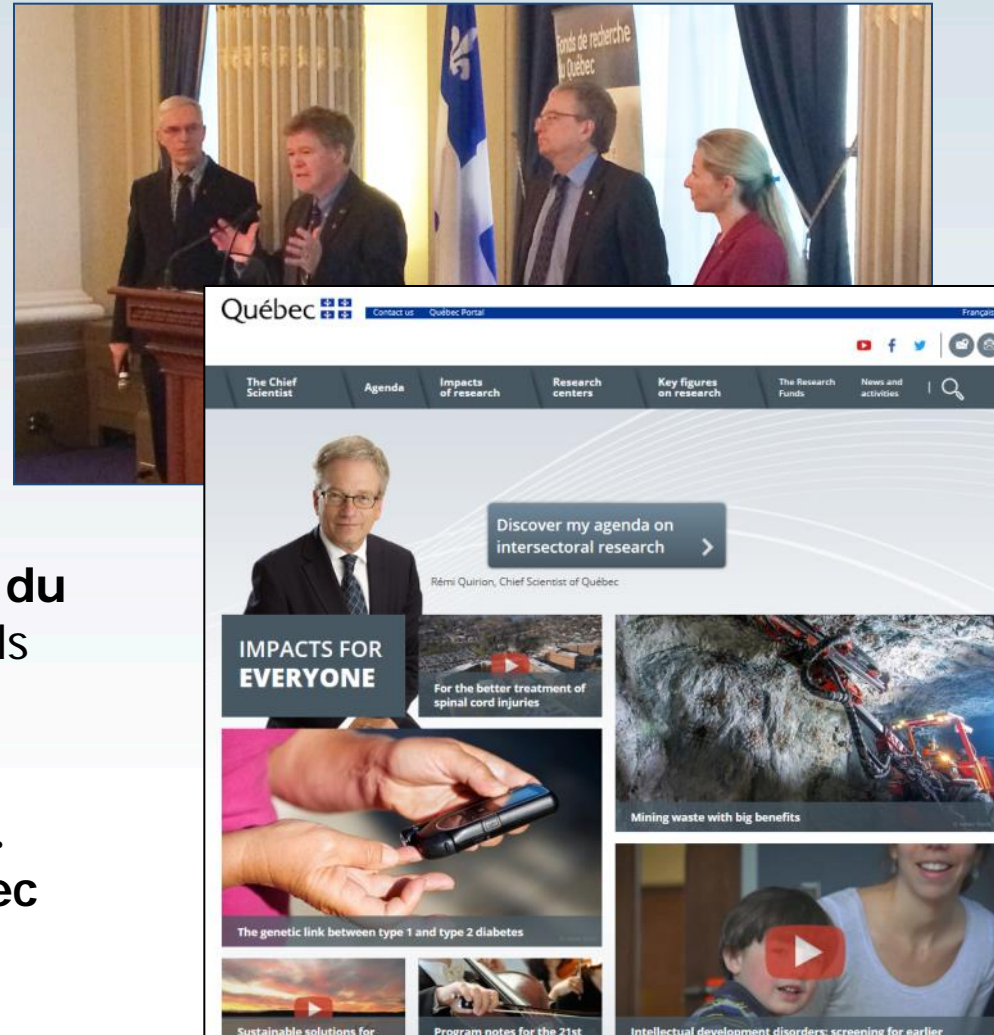 Fonds de recherche
du Québec
du
ls
.
ec
Québec
Contact us
Québec Portal
Français
The Chief
Scientist
Agenda
Impacts
of research
Research
centers
Key figures
on research
The Research
Funds
News and
activities
Discover my agenda on
intersectoral research
Rémi Quirion, Chief Scientist of Québec
IMPACTS FOR
EVERYONE
For the better treatment of
spinal cord injuries
Mining waste with big benefits
The genetic link between type 1 and type 2 diabetes
Sustainable solutions for
Program notes for the 21st
Intellectual development disorders: screening for earlier